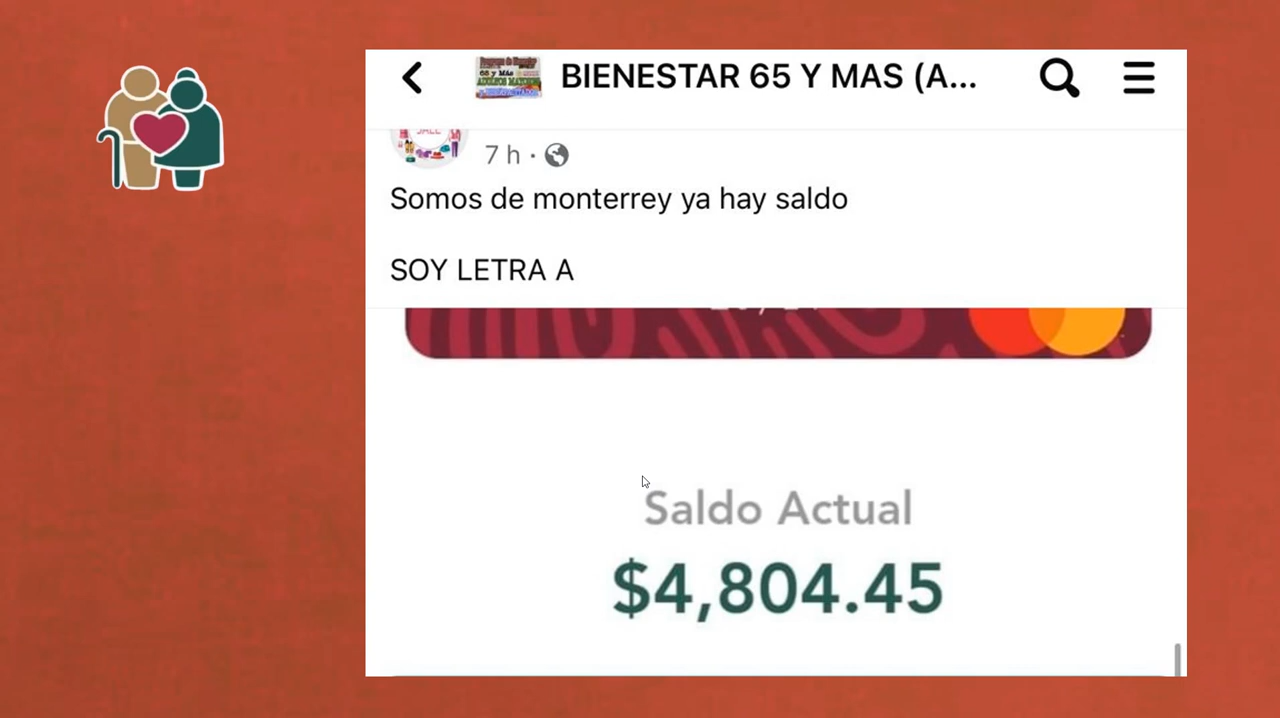 BIENESTAR 65 Y MAS (A...
7 h ·
Somos de monterrey ya hay saldo
SOY LETRA A
Saldo Actual
$4,804.45